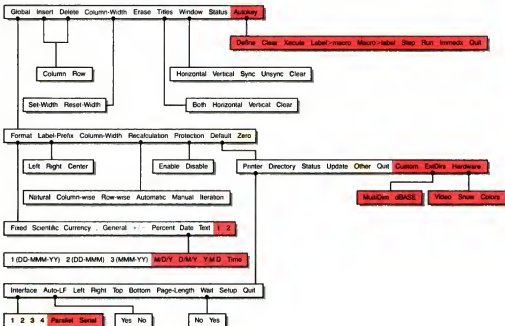 Global Insert Delete Column-Width Erase Titles Window Status Autokey
Define Clear Xecute Label->macro Macro->label Step Run Immeds Quit
Column Row
Horizontal Vertical Sync Unsync Clear
Set-Width Reset-Width
Both Horizontal Vertical Clear
Format Label-Prefix Column-Width Recalculation Protection Default Zero
Left Right Center
Enable Disable
Printer Directory Status Update Other Quit Custom ExtDirs Hardware
Natural Column-wise Row-wise Automatic Manual Iteration
MultiDim dBASE
Video Snow Colors
Fixed Scientific Currency , General + - Percent Date Text 1 2
1 (DD-MMM-YY) 2 (DD-MMM) 3 (MMM-YY) M/D/Y D/M/Y Y-M-D Time
Interface Auto-LF Left Right Top Bottom Page-Length Wait Setup Quit
1 2 3 4 Parallel Serial
Yes No
No Yes